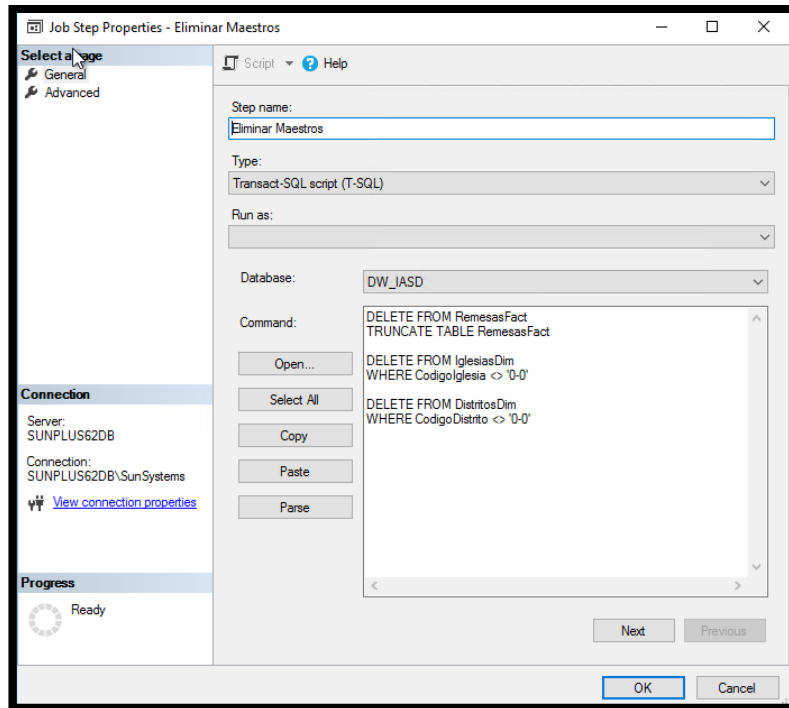 Job Step Properties - Eliminar Maestros
Select a page
General
Advanced
Script
Help
Step name:
Eliminar Maestros
Type:
Transact-SQL script (T-SQL)
Run as:
Database:
DW_IASD
Command:
DELETE FROM RemesasFact
TRUNCATE TABLE RemesasFact
DELETE FROM IglesiasDim
WHERE CodigoIglesia <> '0-0'
DELETE FROM DistritosDim
WHERE CodigoDistrito <> '0-0'
Open...
Select All
Copy
Paste
Parse
Connection
Server:
SUNPLUS62DB
Connection:
SUNPLUS62DB\SunSystems
View connection properties
Progress
Ready
Next
Previous
OK
Cancel